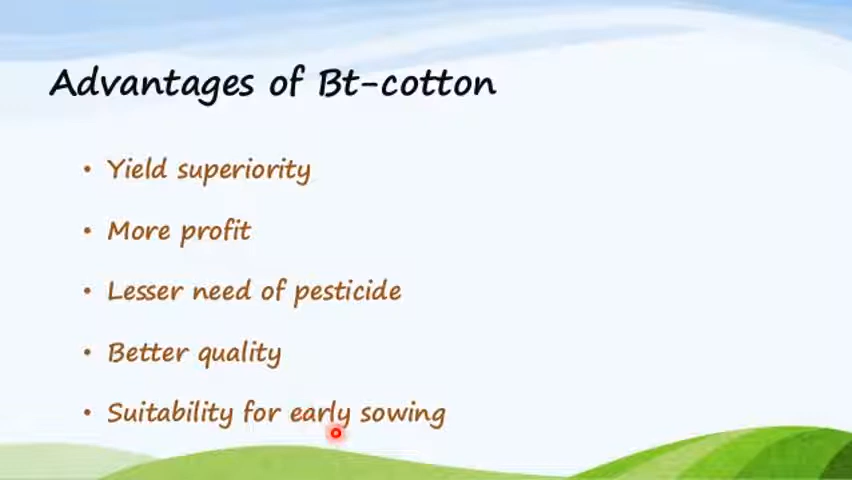 Advantages of Bt-cotton
• Yield superiority
• More profit
• Lesser need of pesticide
• Better quality
• Suitability for early sowing